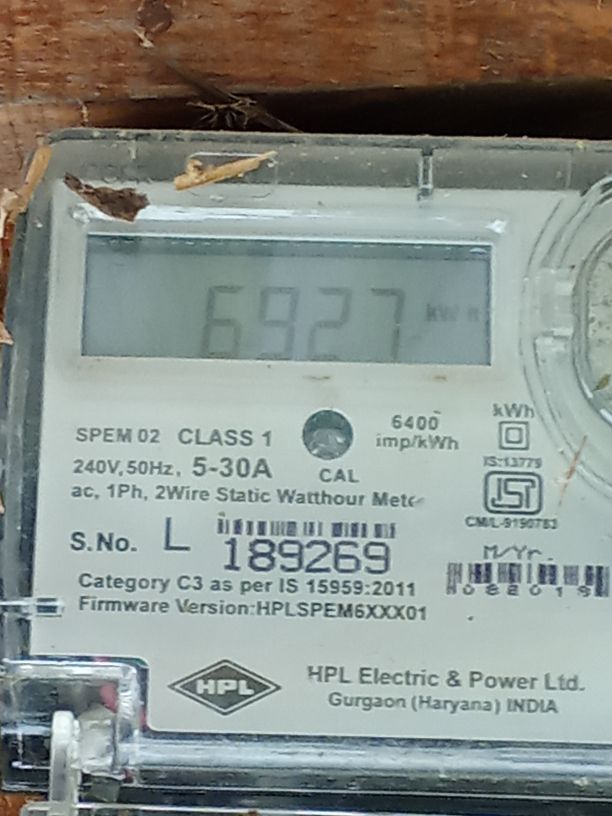 6927 kWh
SPEM 02 CLASS 1
6400
imp/kWh
kWh
240V,50Hz, 5-30A
CAL
IS:13779
ac, 1Ph, 2Wire Static Watthour Meter
CM/L-9190783
S.No. L 189269
M/Yr.
Category C3 as per IS 15959:2011
Firmware Version:HPLSPEM6XXX01
HPL
HPL Electric & Power Ltd.
Gurgaon (Haryana) INDIA